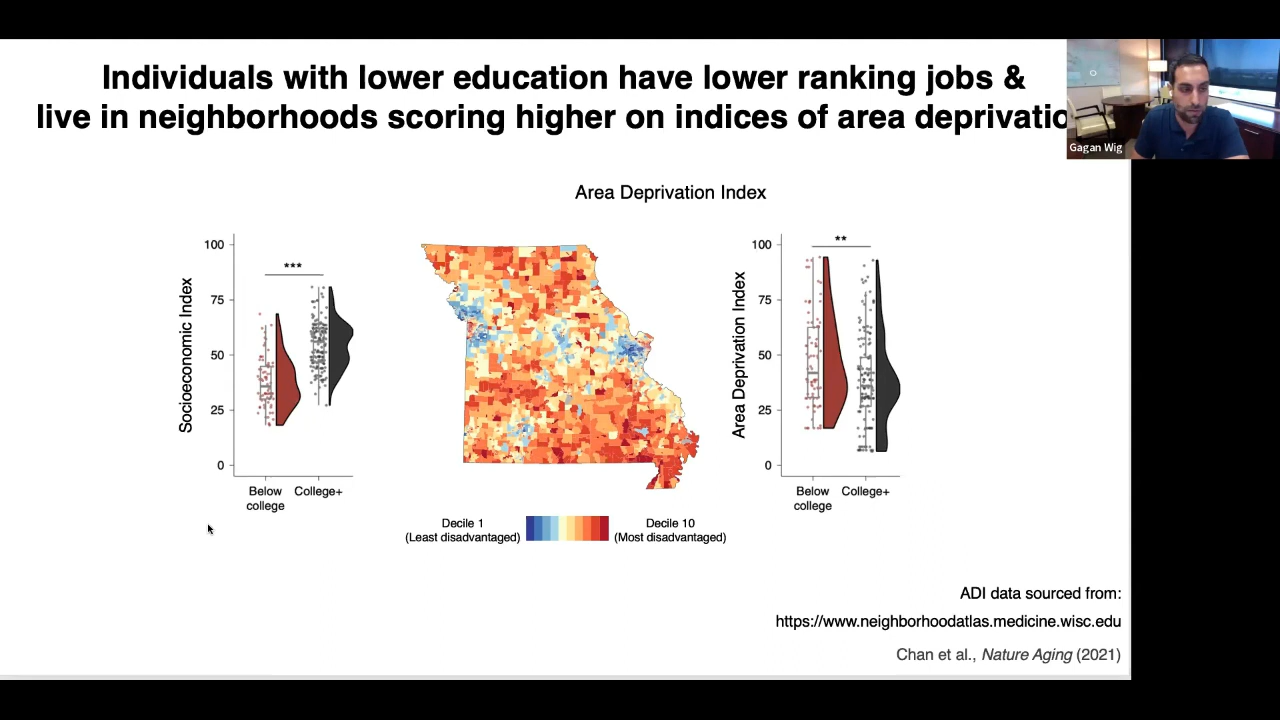 Individuals with lower education have lower ranking jobs &
live in neighborhoods scoring higher on indices of area deprivatio
Gagan Wig
Area Deprivation Index
Socioeconomic Index
100
75
50
25
0
***
Below
college
College+
Decile 1
(Least disadvantaged)
Decile 10
(Most disadvantaged)
Area Deprivation Index
100
75
50
25
0
**
Below
college
College+
ADI data sourced from:
https://www.neighborhoodatlas.medicine.wisc.edu
Chan et al., Nature Aging (2021)